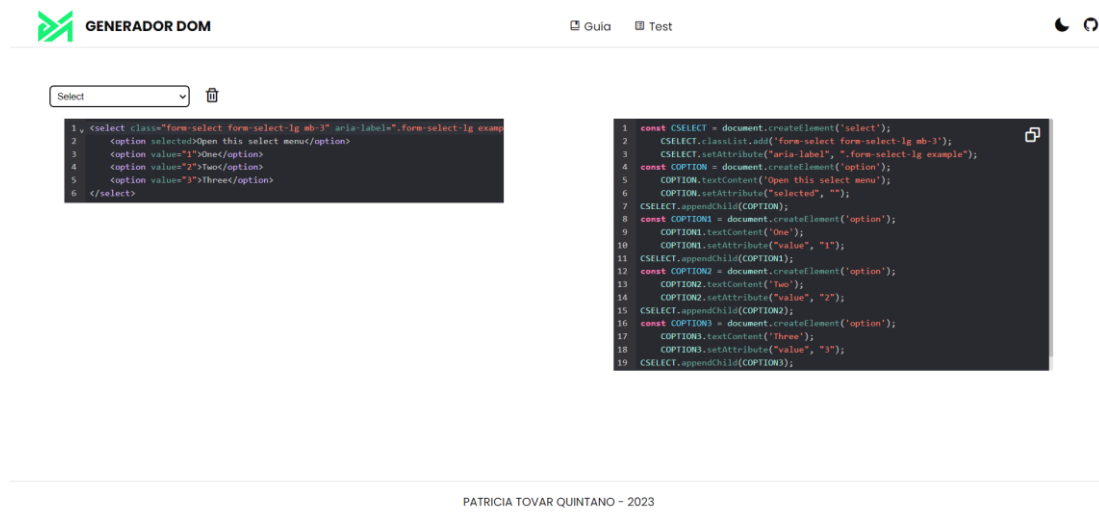 GENERADOR DOM
Guía
Test
Select
1 <select class="form-select form-select-lg mb-3" aria-label=".form-select-lg examp
2 <option selected>Open this select menu</option>
3 <option value="1">One</option>
4 <option value="2">Two</option>
5 <option value="3">Three</option>
6 </select>
1 const CSELECT = document.createElement('select');
2 CSELECT.classList.add('form-select form-select-lg mb-3');
3 CSELECT.setAttribute("aria-label", ".form-select-lg example");
4 const COPTION = document.createElement('option');
5 COPTION.textContent('Open this select menu');
6 COPTION.setAttribute("selected", "");
7 CSELECT.appendChild(COPTION);
8 const COPTION1 = document.createElement('option');
9 COPTION1.textContent('One');
10 COPTION1.setAttribute("value", "1");
11 CSELECT.appendChild(COPTION1);
12 const COPTION2 = document.createElement('option');
13 COPTION2.textContent('Two');
14 COPTION2.setAttribute("value", "2");
15 CSELECT.appendChild(COPTION2);
16 const COPTION3 = document.createElement('option');
17 COPTION3.textContent('Three');
18 COPTION3.setAttribute("value", "3");
19 CSELECT.appendChild(COPTION3);
PATRICIA TOVAR QUINTANO - 2023